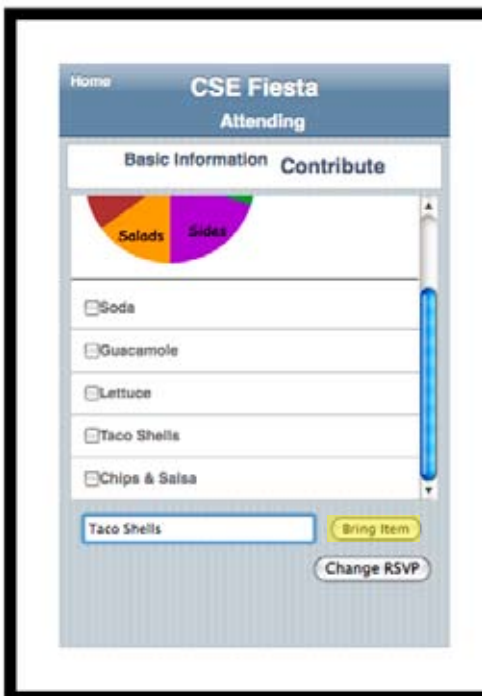 Home
CSE Fiesta
Attending
Basic Information Contribute
Salads Sides
Soda
Guacamole
Lettuce
Taco Shells
Chips & Salsa
Taco Shells Bring Item
Change RSVP